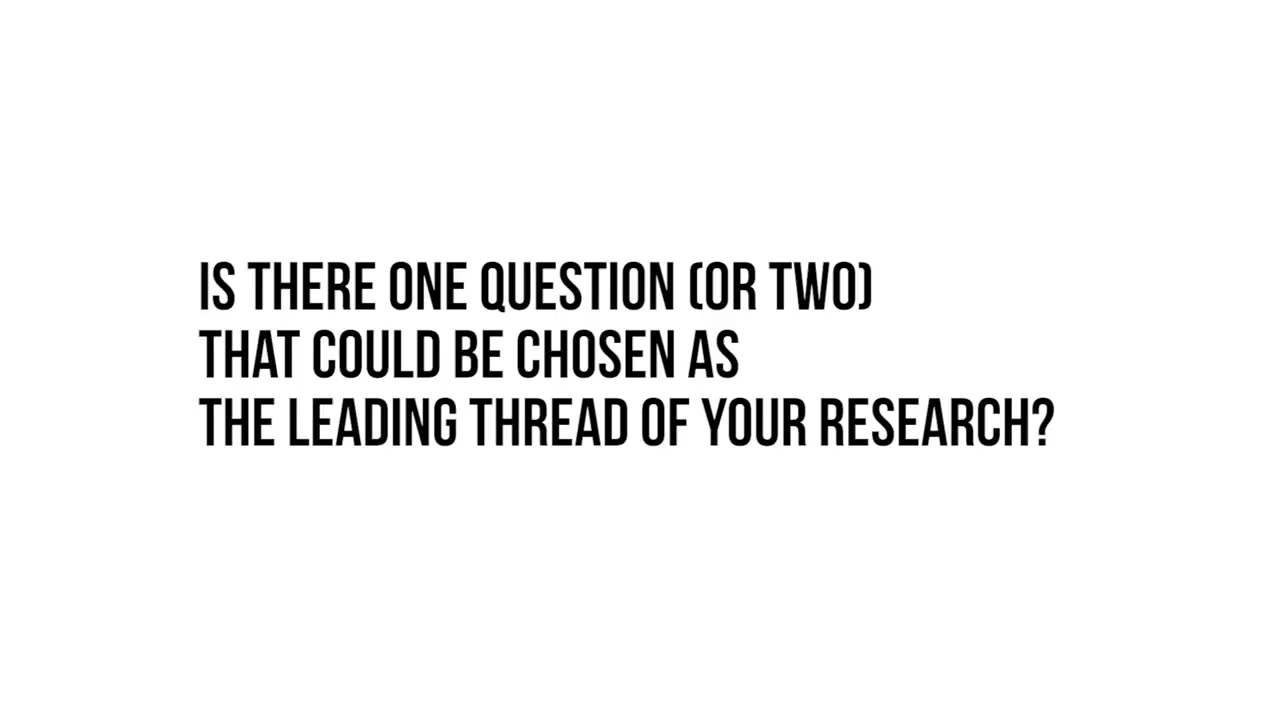 IS THERE ONE QUESTION (OR TWO)
THAT COULD BE CHOSEN AS
THE LEADING THREAD OF YOUR RESEARCH?